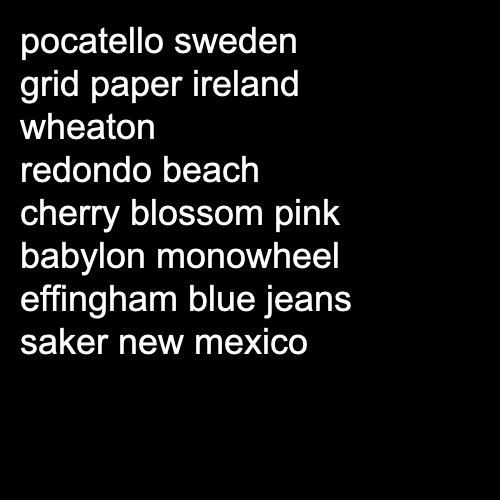 pocatello sweden
grid paper ireland
wheaton
redondo beach
cherry blossom pink
babylon monowheel
effingham blue jeans
saker new mexico